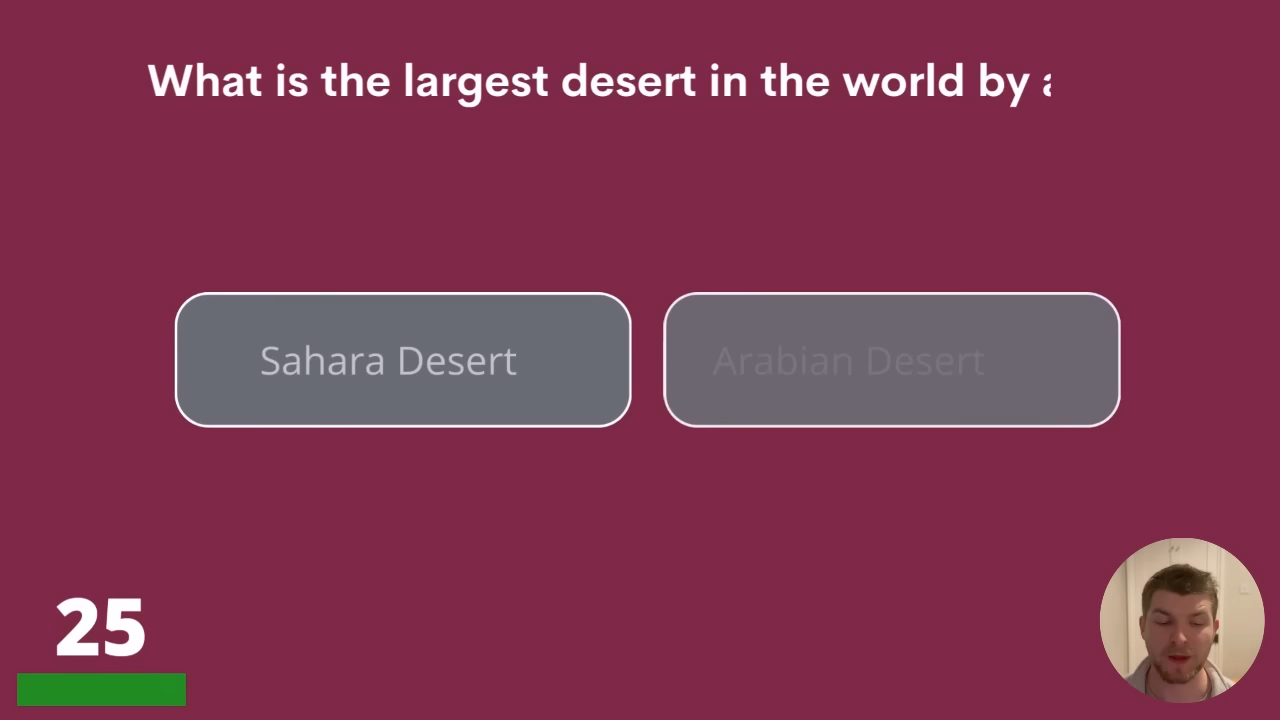 What is the largest desert in the world by
Sahara Desert
Arabian Desert
25